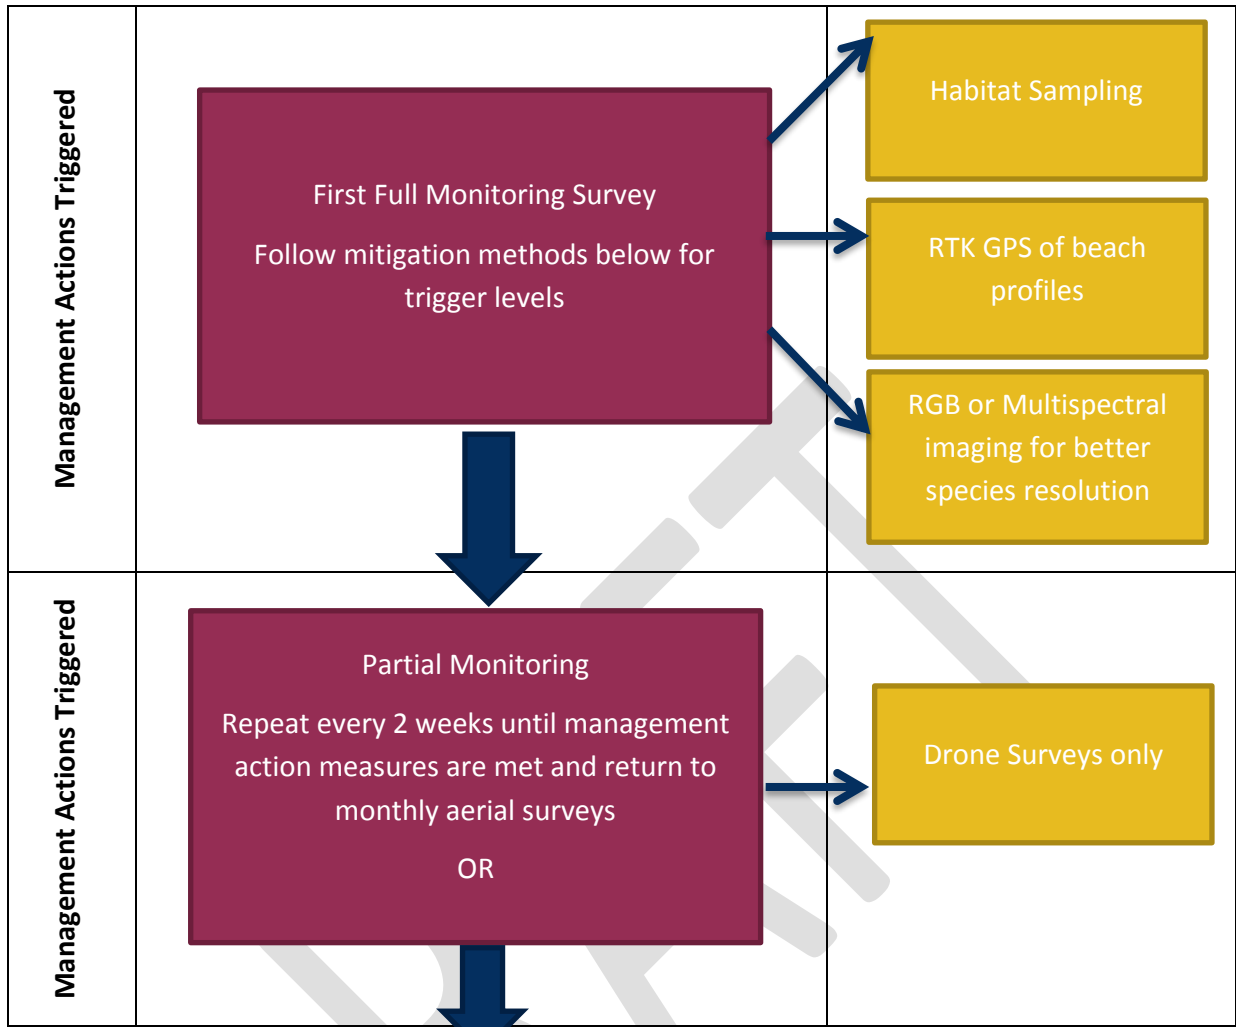 Management Actions Triggered
First Full Monitoring Survey
Follow mitigation methods below for
trigger levels
Habitat Sampling
RTK GPS of beach
profiles
RGB or Multispectral
imaging for better
species resolution
Management Actions Triggered
Partial Monitoring
Repeat every 2 weeks until management
action measures are met and return to
monthly aerial surveys
OR
Drone Surveys only
DRAFT